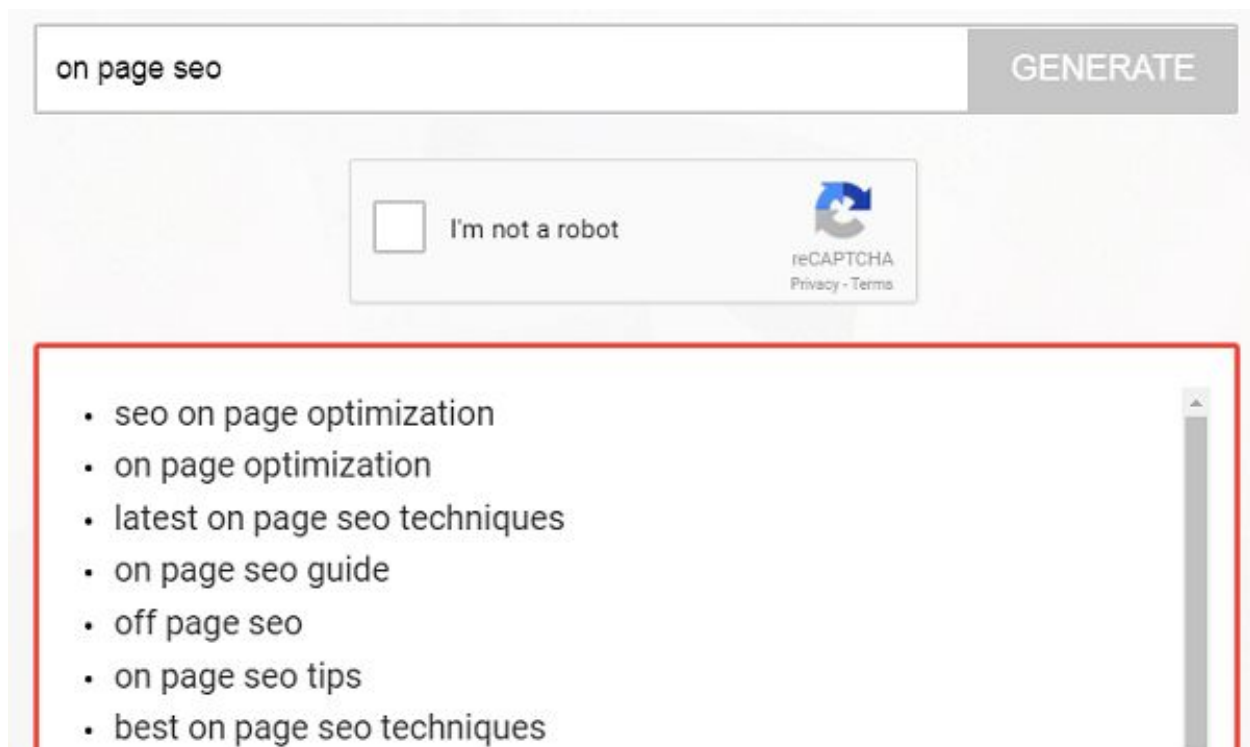 on page seo GENERATE
I'm not a robot
reCAPTCHA
Privacy - Terms
• seo on page optimization
• on page optimization
• latest on page seo techniques
• on page seo guide
• off page seo
• on page seo tips
• best on page seo techniques